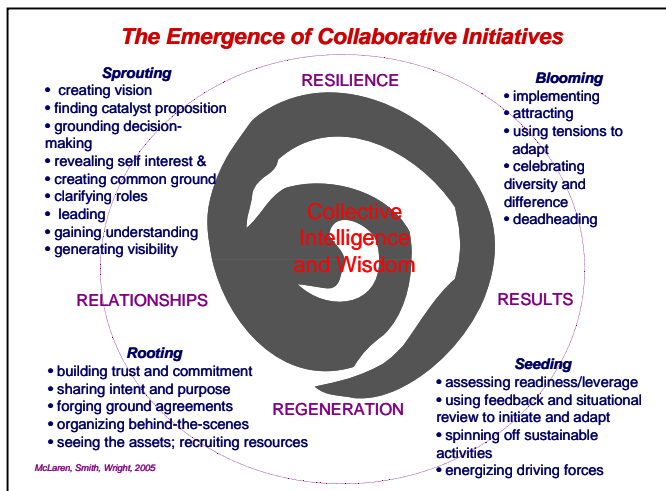 The Emergence of Collaborative Initiatives
Sprouting
• creating vision
• finding catalyst proposition
• grounding decision-
making
• revealing self interest &
• creating common ground
• clarifying roles
• leading
• gaining understanding
• generating visibility
RESILIENCE
Blooming
• implementing
• attracting
• using tensions to
adapt
• celebrating
diversity and
difference
• deadheading
Collective
Intelligence
and Wisdom
RELATIONSHIPS
RESULTS
Rooting
• building trust and commitment
• sharing intent and purpose
• forging ground agreements
• organizing behind-the-scenes
• seeing the assets; recruiting resources
REGENERATION
Seeding
• assessing readiness/leverage
• using feedback and situational
review to initiate and adapt
• spinning off sustainable
activities
• energizing driving forces
McLaren, Smith, Wright, 2005